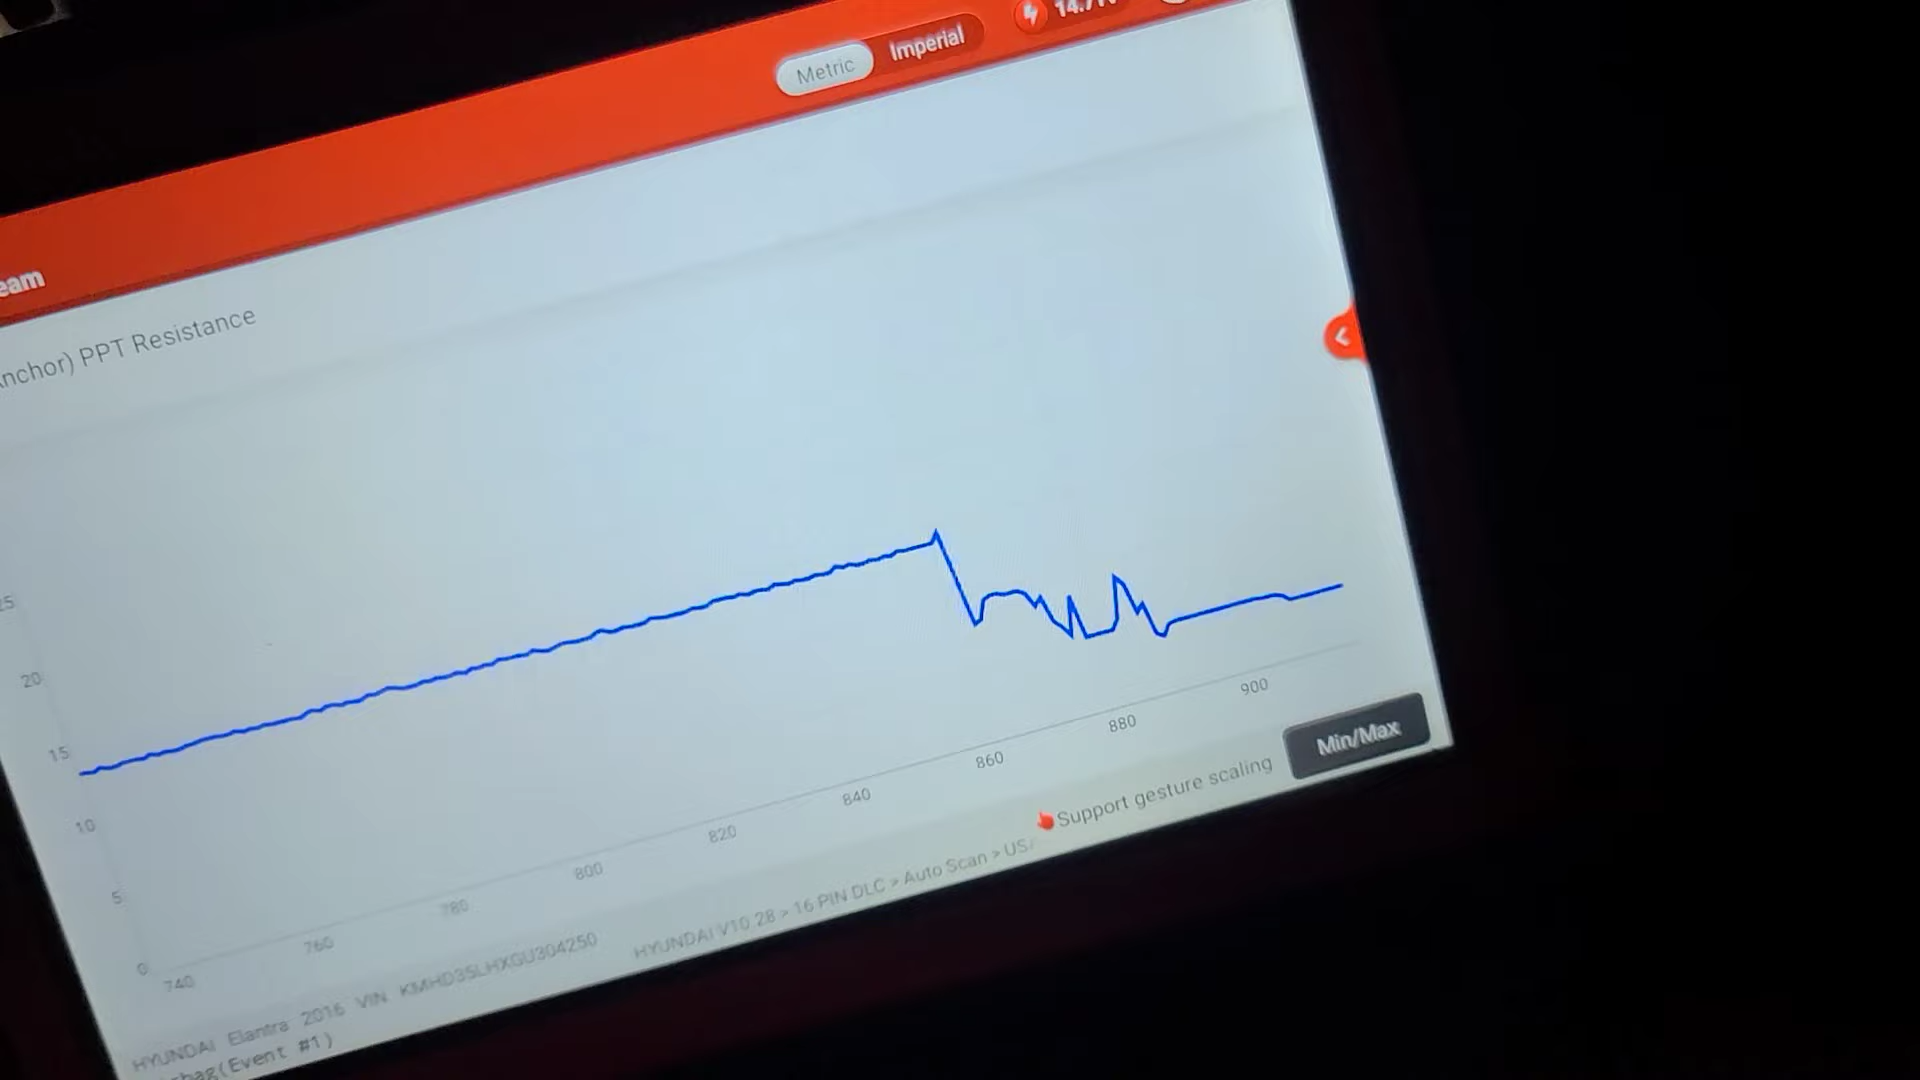 Metric Imperial
eam
nchor) PPT Resistance
20
15
10
5
0
740 760 780 800 820 840 860 880 900
Support gesture scaling
Min/Max
HYUNDAI Elantra 2016 VIN KMHD35LHXGU304250 HYUNDAI V10.28 > 16 PIN DLC > Auto Scan > US
bag(Event #1)